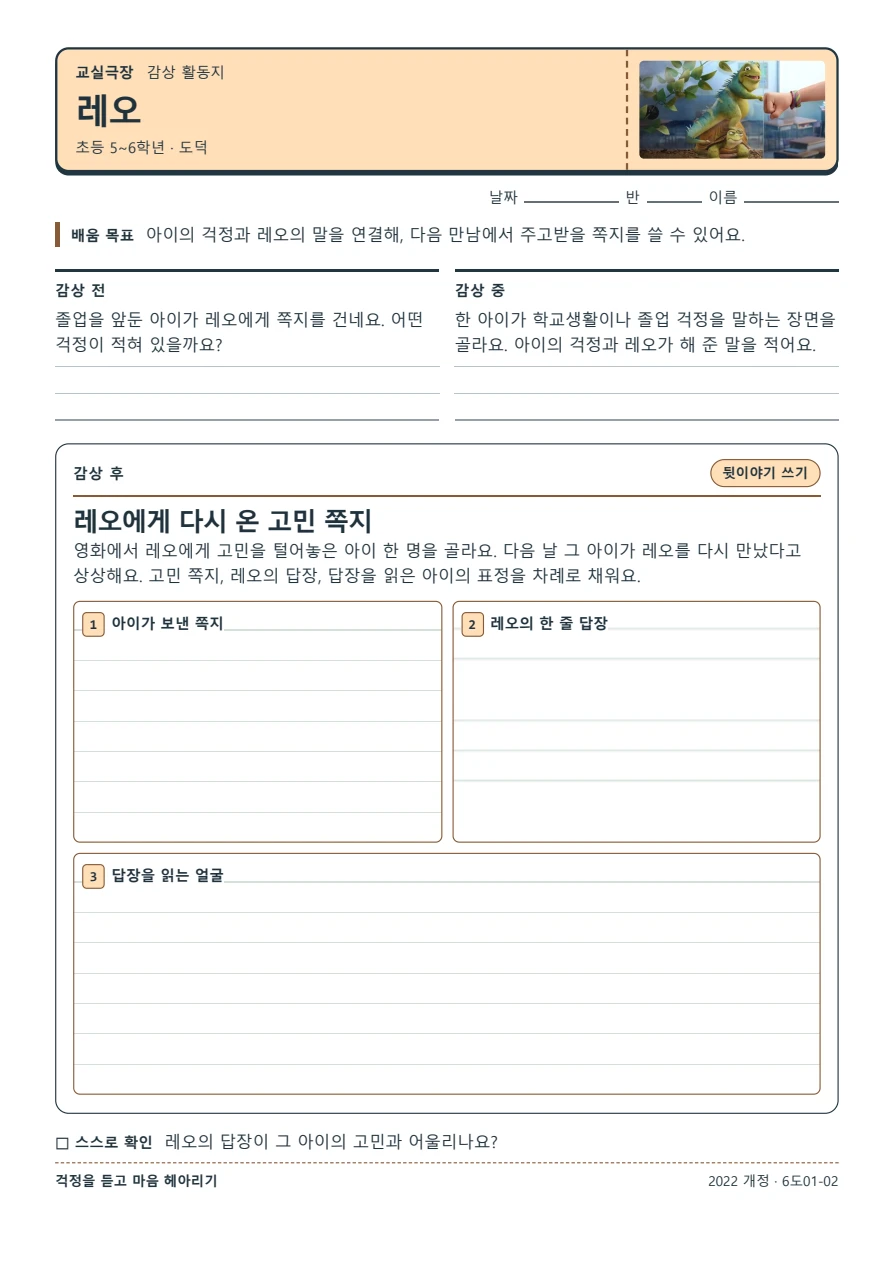 교실극장 감상 활동지
레오
초등 5~6학년 · 도덕
날짜 반 이름
배움 목표 아이의 걱정과 레오의 말을 연결해, 다음 만남에서 주고받을 쪽지를 쓸 수 있어요.
감상 전
졸업을 앞둔 아이가 레오에게 쪽지를 건네요. 어떤
걱정이 적혀 있을까요?
감상 중
한 아이가 학교생활이나 졸업 걱정을 말하는 장면을
골라요. 아이의 걱정과 레오가 해 준 말을 적어요.
감상 후
뒷이야기 쓰기
레오에게 다시 온 고민 쪽지
영화에서 레오에게 고민을 털어놓은 아이 한 명을 골라요. 다음 날 그 아이가 레오를 다시 만났다고
상상해요. 고민 쪽지, 레오의 답장, 답장을 읽은 아이의 표정을 차례로 채워요.
1 아이가 보낸 쪽지
2 레오의 한 줄 답장
3 답장을 읽는 얼굴
스스로 확인 레오의 답장이 그 아이의 고민과 어울리나요?
걱정을 듣고 마음 헤아리기
2022 개정 · 6도01-02